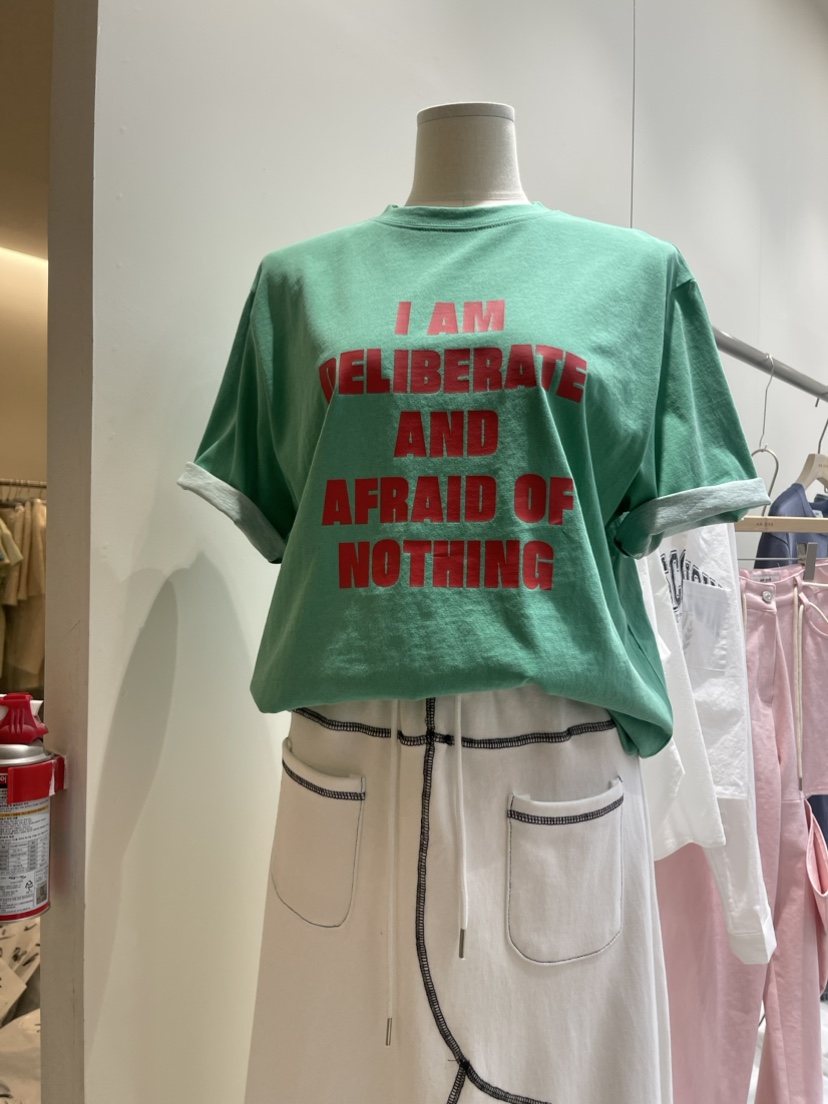 I AM
DELIBERATE
AND
AFRAID OF
NOTHING